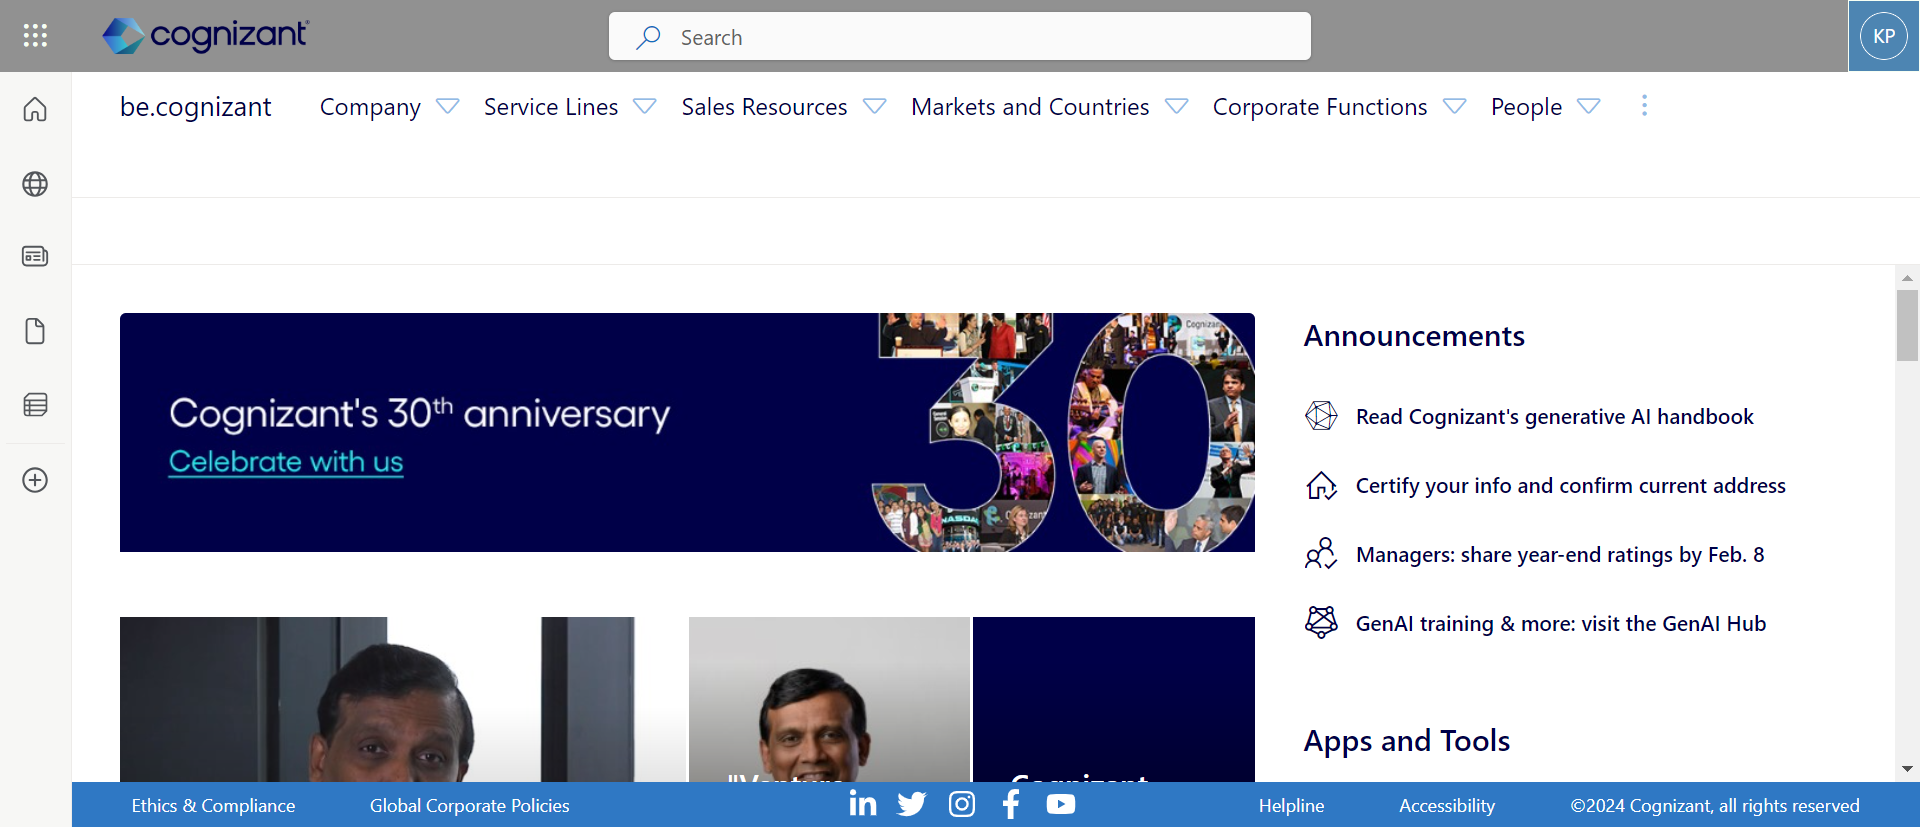 cognizant
Search
KP
be.cognizant
Company
Service Lines
Sales Resources
Markets and Countries
Corporate Functions
People
Cognizant's 30th anniversary
Celebrate with us
Announcements
Read Cognizant's generative AI handbook
Certify your info and confirm current address
Managers: share year-end ratings by Feb. 8
GenAI training & more: visit the GenAI Hub
Apps and Tools
Ethics & Compliance
Global Corporate Policies
Helpline
Accessibility
©2024 Cognizant, all rights reserved